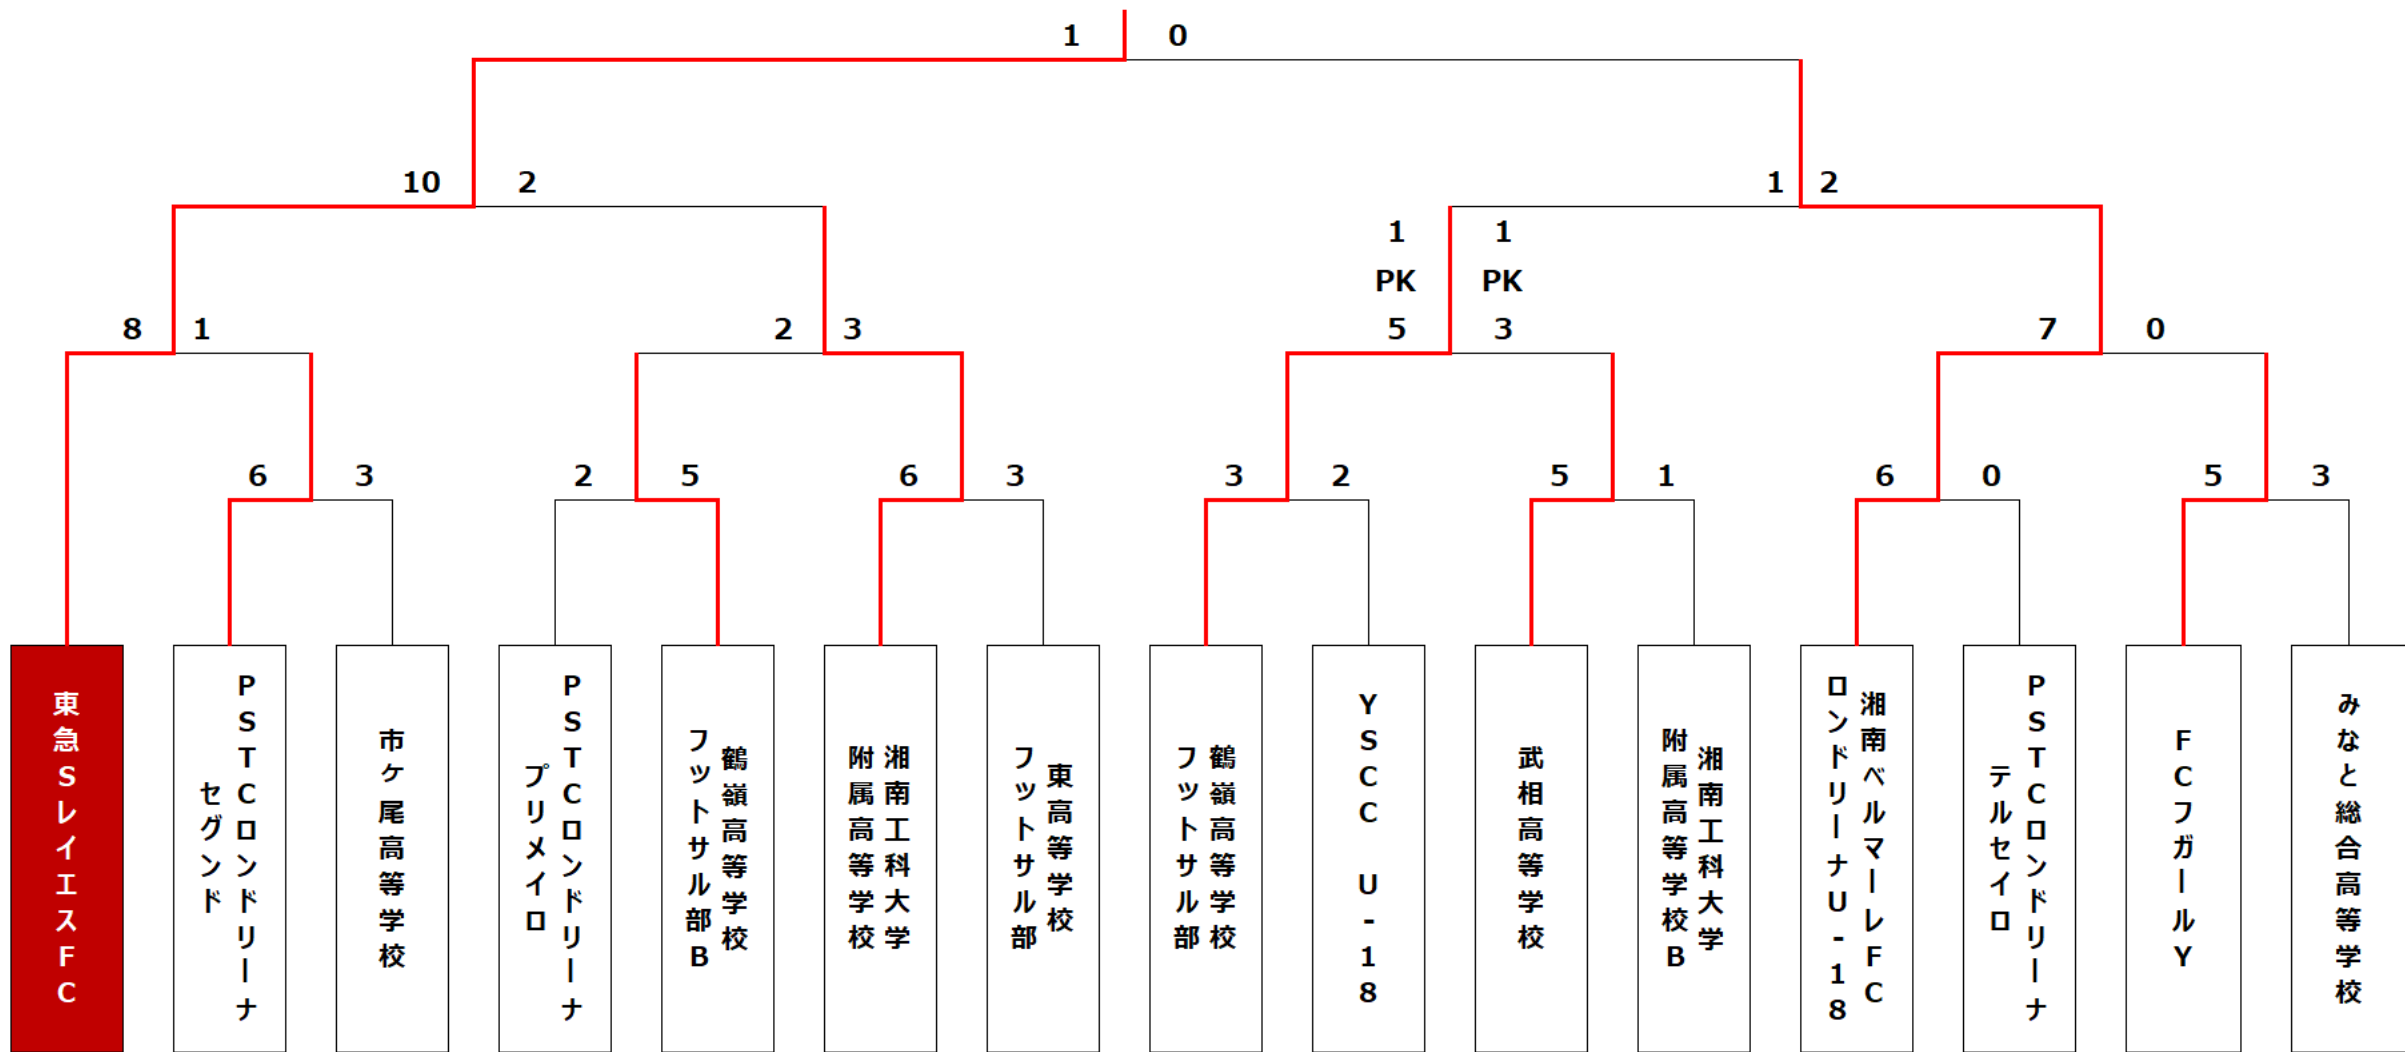 1 0
10 2
1 2
1 1
PK PK
8 1
2 3
5 3
7 0
6 3
2 5
6 3
3 2
5 1
6 0
5 3
東急SレイエスFC
PSTCロンドリーナ
セグンド
市ケ尾高等学校
PSTCロンドリーナ
プリメイロ
鶴嶺高等学校
フットサル部B
湘南工科大学
附属高等学校
東高等学校
フットサル部
鶴嶺高等学校
フットサル部
YSCC U-18
武相高等学校
湘南工科大学
附属高等学校B
湘南ベルマーレFC
ロンドリーナU-18
PSTCロンドリーナ
テルセイロ
FCフガールY
みなと総合高等学校